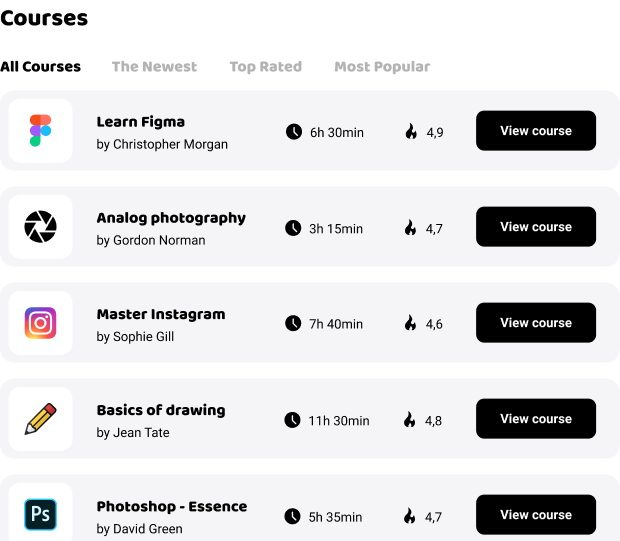 Courses
All Courses The Newest Top Rated Most Popular
Learn Figma
by Christopher Morgan
6h 30min
4,9
View course
Analog photography
by Gordon Norman
3h 15min
4,7
View course
Master Instagram
by Sophie Gill
7h 40min
4,6
View course
Basics of drawing
by Jean Tate
11h 30min
4,8
View course
Ps
Photoshop - Essence
by David Green
5h 35min
4,7
View course